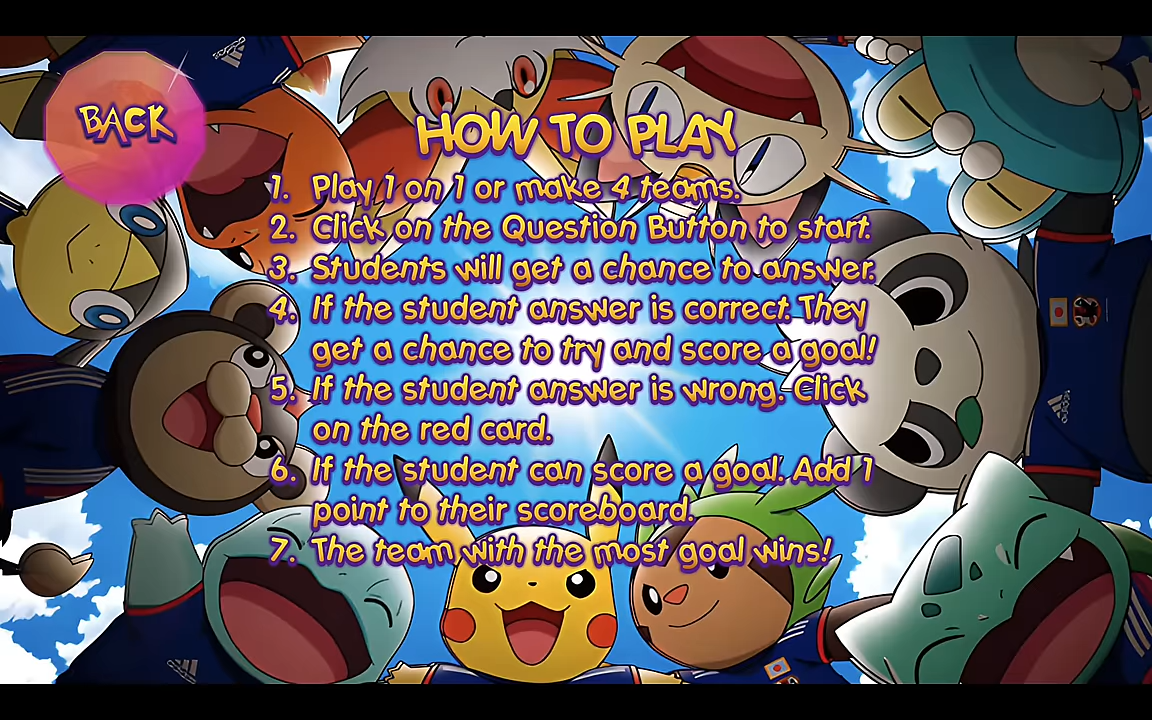 BACK
HOW TO PLAY
1. Play 1 on 1 or make 4 teams.
2. Click on the Question Button to start.
3. Students will get a chance to answer.
4. If the student answer is correct. They
get a chance to try and score a goal!
5. If the student answer is wrong. Click
on the red card.
6. If the student can score a goal. Add 1
point to their scoreboard.
7. The team with the most goal wins!